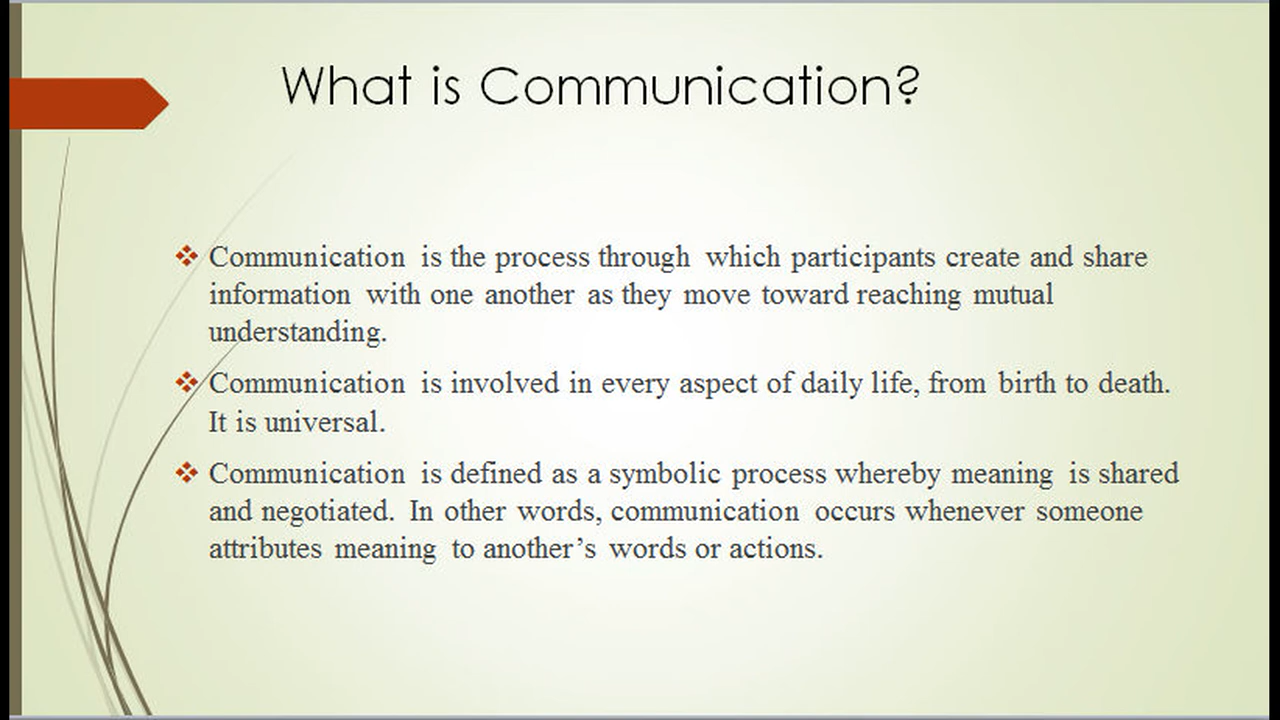 What is Communication?
Communication is the process through which participants create and share
information with one another as they move toward reaching mutual
understanding.
Communication is involved in every aspect of daily life, from birth to death.
It is universal.
Communication is defined as a symbolic process whereby meaning is shared
and negotiated. In other words, communication occurs whenever someone
attributes meaning to another’s words or actions.